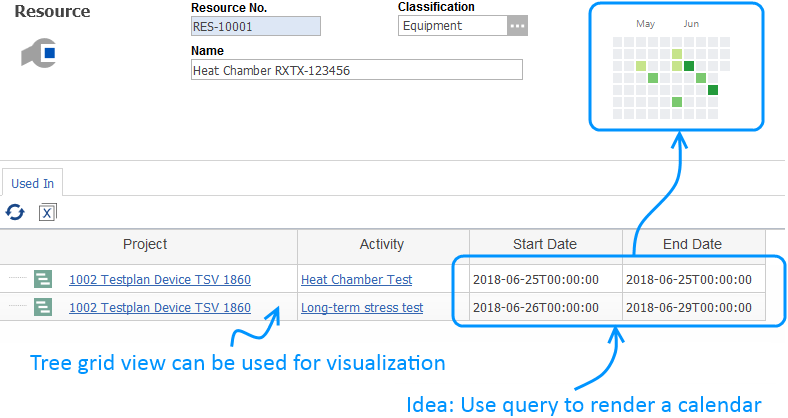 Resource
Resource No.
RES-10001
Classification
Equipment
Name
Heat Chamber RXTX-123456
May Jun
Used In
X
Project Activity Start Date End Date
1002 Testplan Device TSV 1860 Heat Chamber Test 2018-06-25T00:00:00 2018-06-25T00:00:00
1002 Testplan Device TSV 1860 Long-term stress test 2018-06-26T00:00:00 2018-06-29T00:00:00
Tree grid view can be used for visualization
Idea: Use query to render a calendar